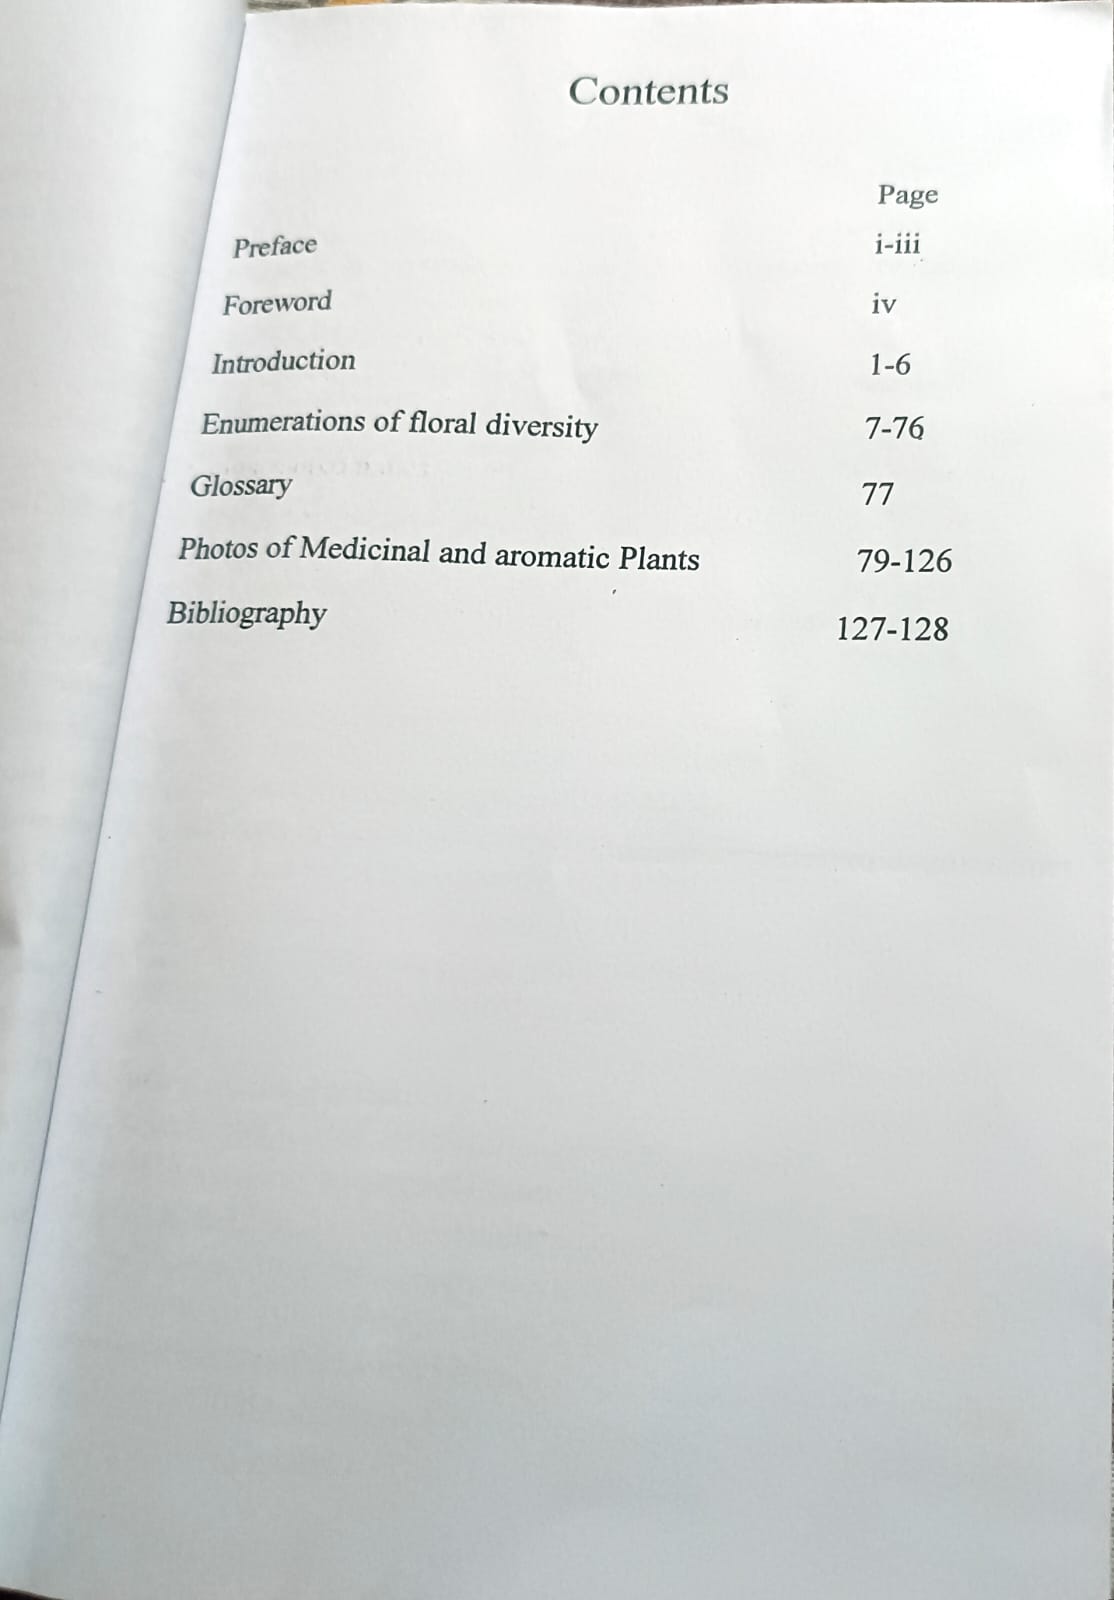 Contents
Page
Preface i-iii
Foreword iv
Introduction 1-6
Enumerations of floral diversity 7-76
Glossary 77
Photos of Medicinal and aromatic Plants 79-126
Bibliography 127-128